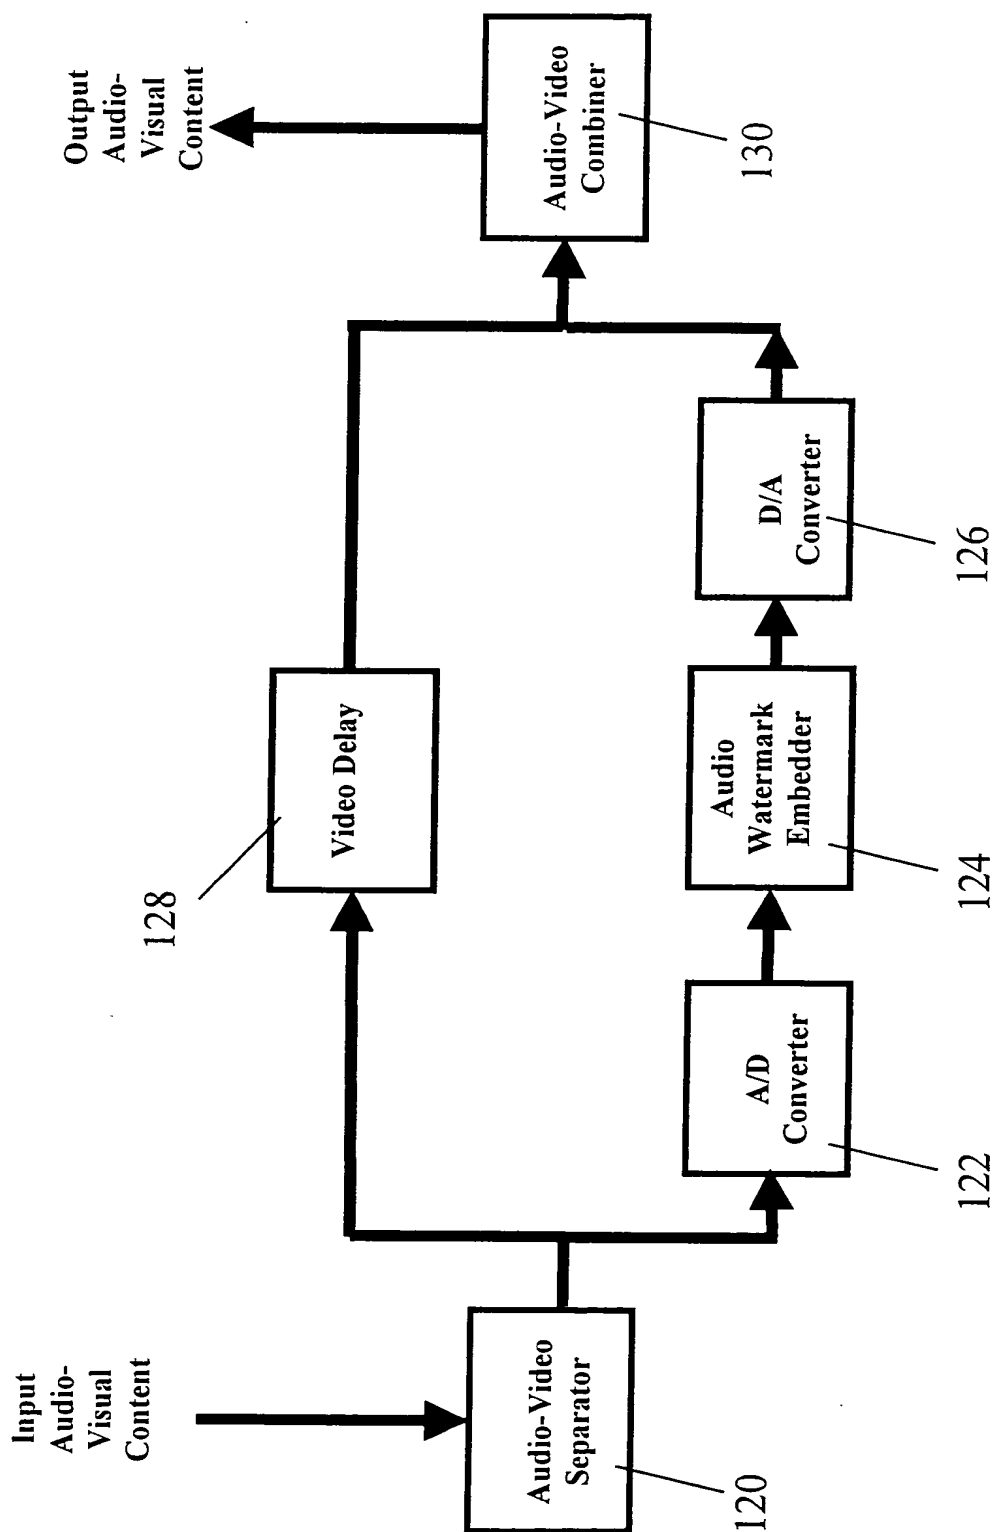 Input
Audio-
Visual
Content
Audio-Video
Separator
120
128
Video Delay
A/D
Converter
122
Audio
Watermark
Embedder
124
D/A
Converter
126
Audio-Video
Combiner
130
Output
Audio-
Visual
Content